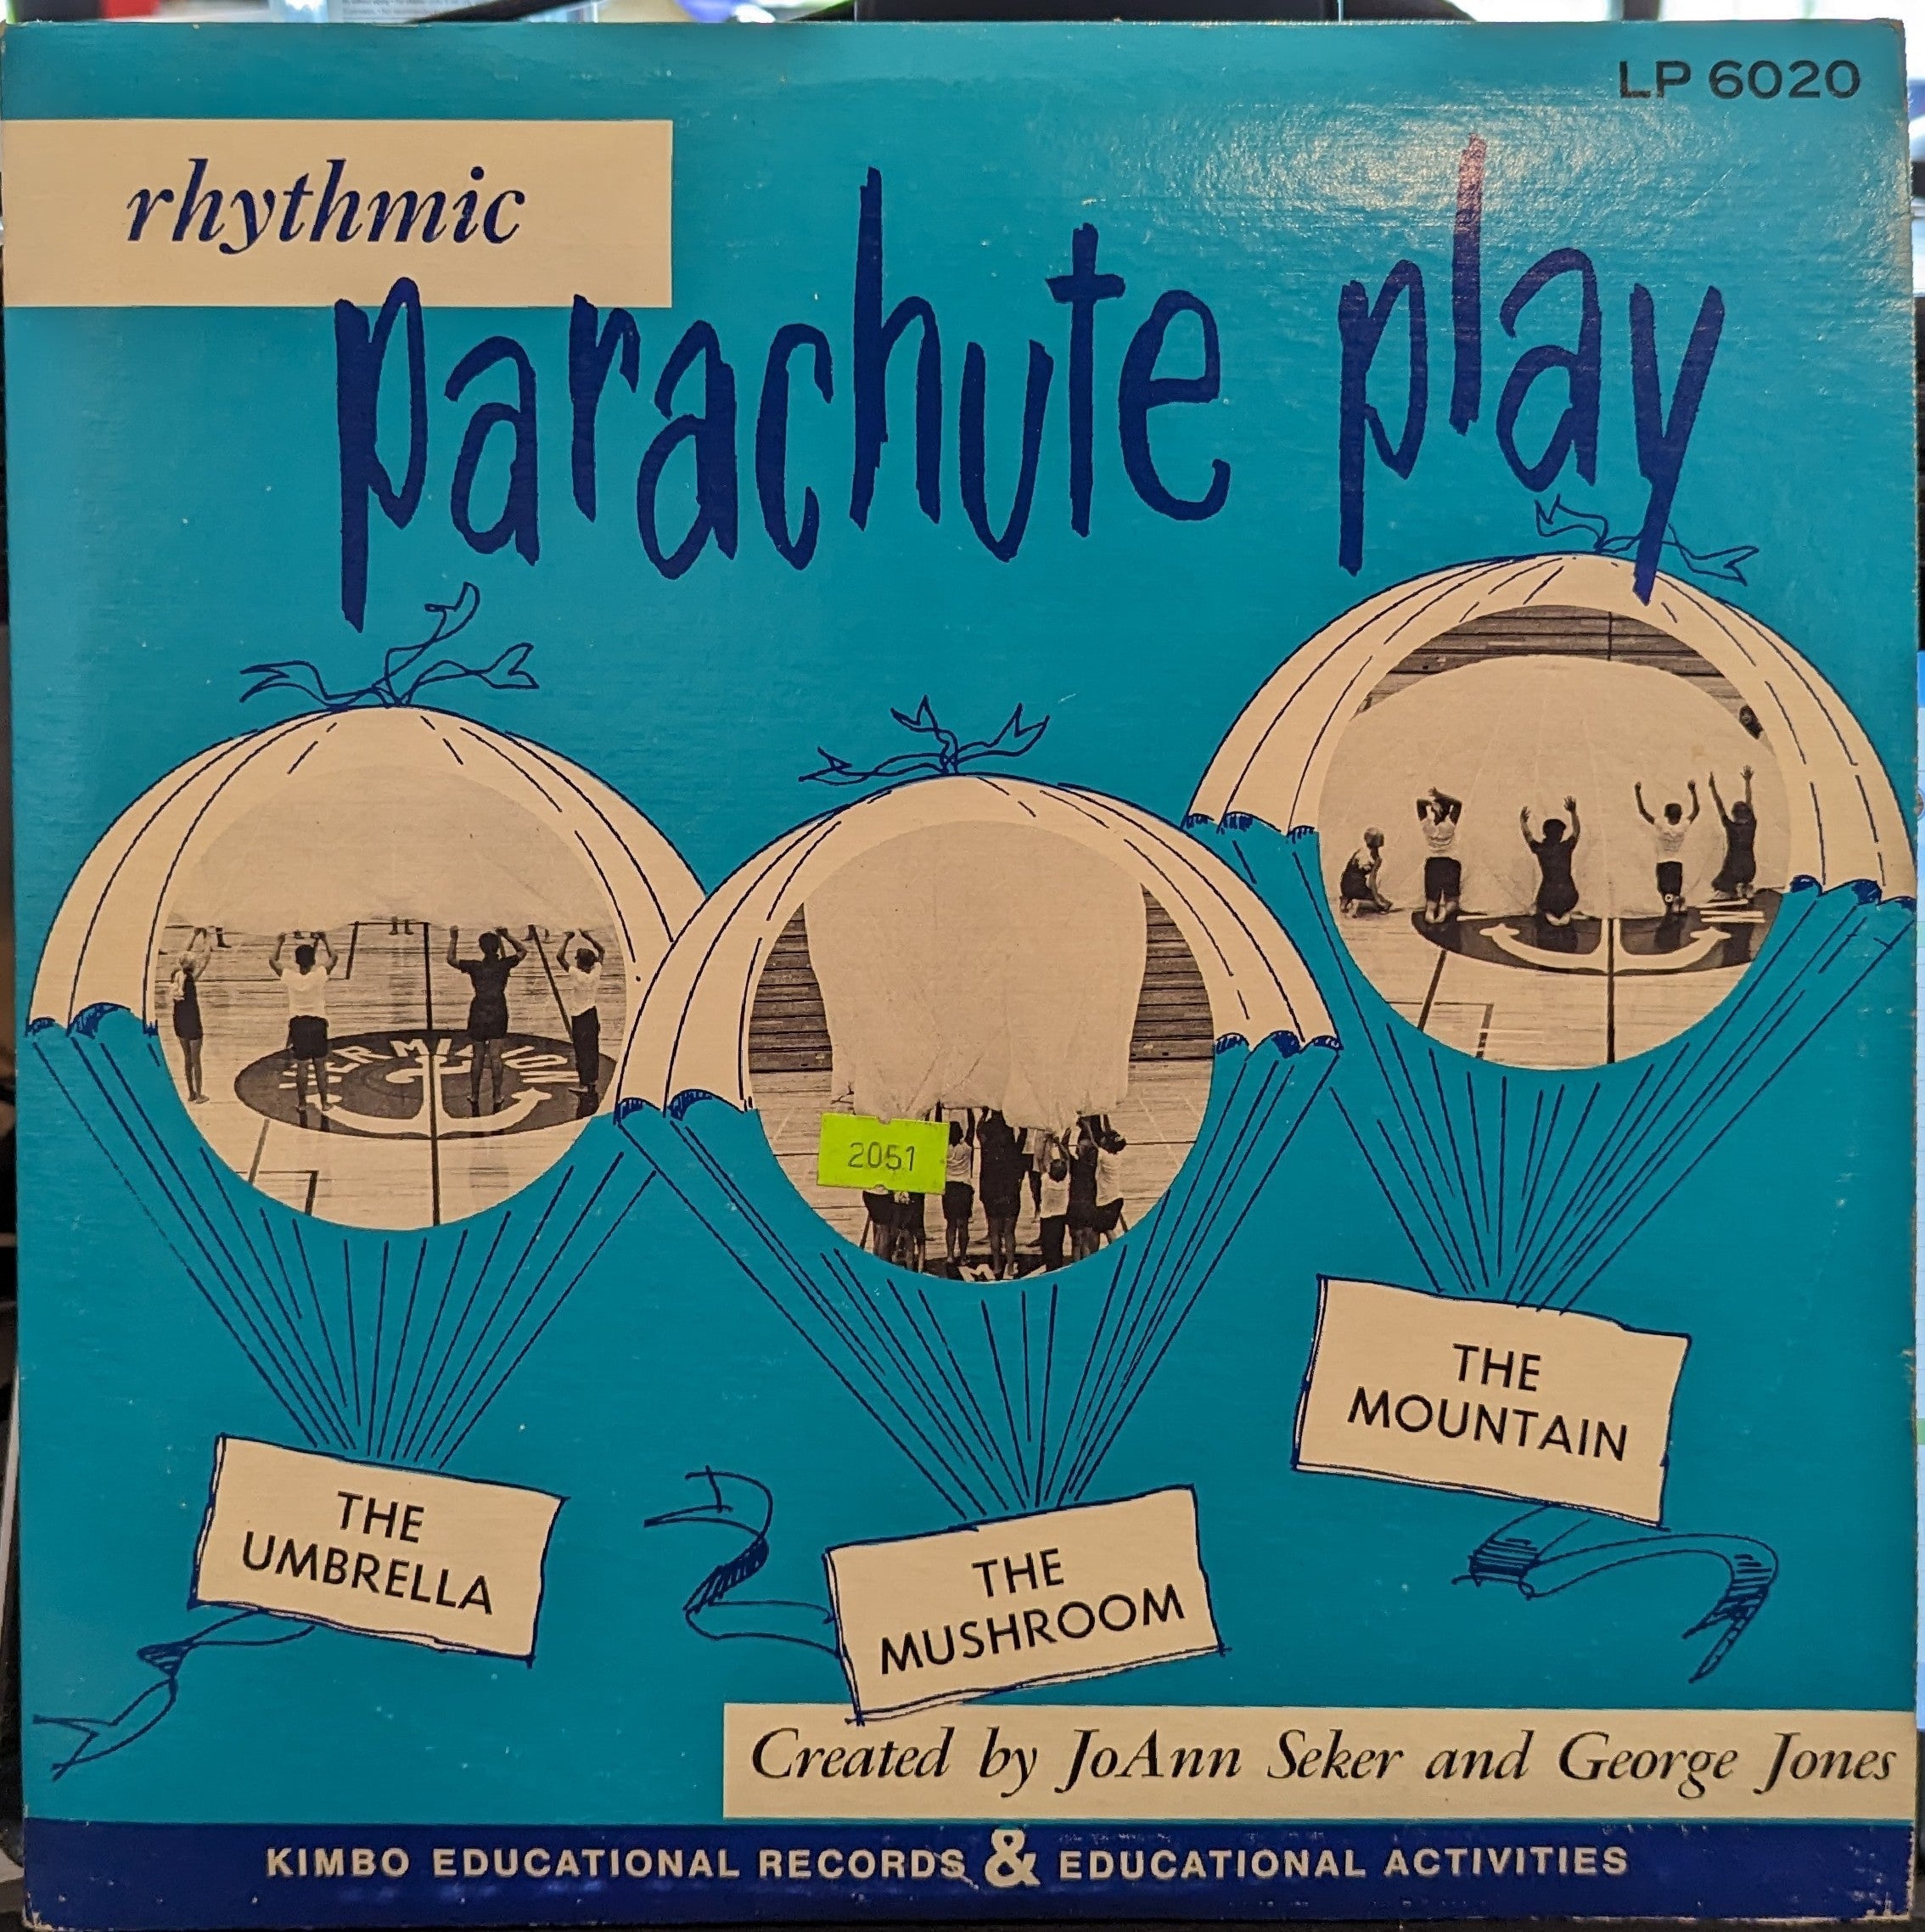 LP 6020
rhythmic
parachute play
VERMILION
2051
M
THE
UMBRELLA
THE
MUSHROOM
THE
MOUNTAIN
Created by JoAnn Seker and George Jones
KIMBO EDUCATIONAL RECORDS & EDUCATIONAL ACTIVITIES